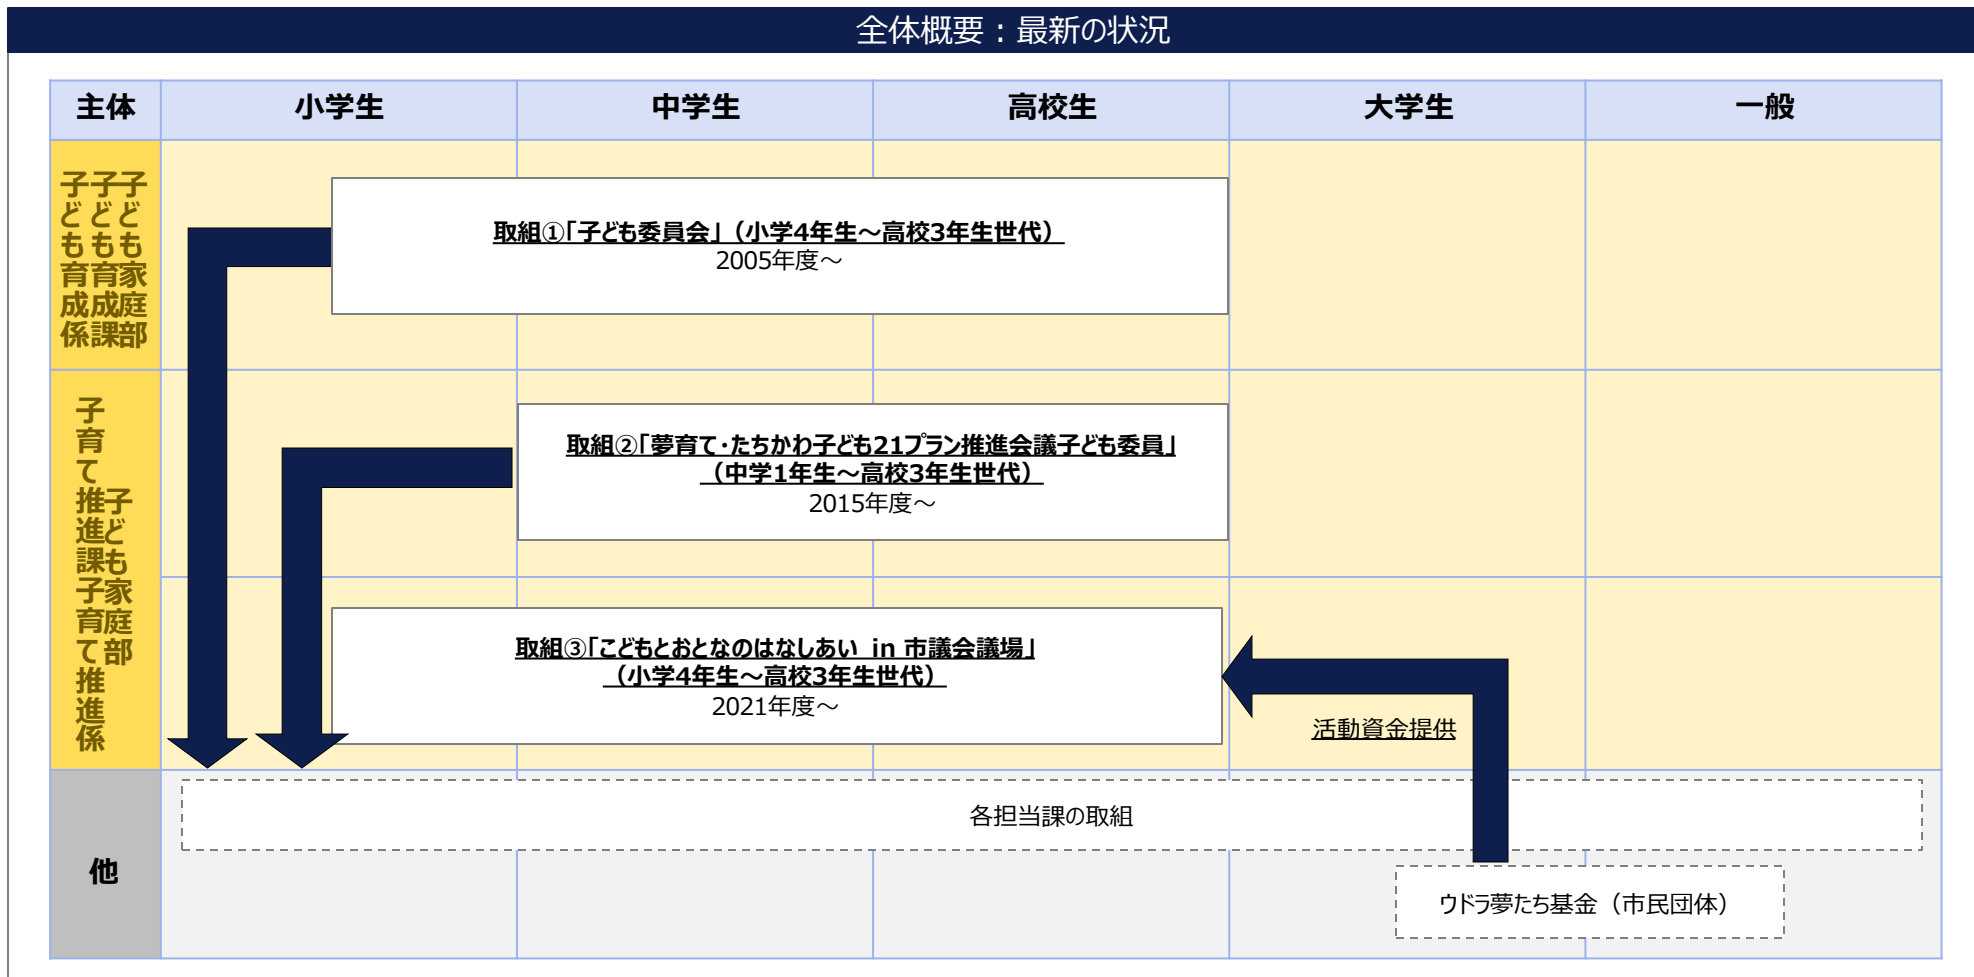 全体概要：最新の状況
主体
小学生
中学生
高校生
大学生
一般
子ども家庭部
子ども育成課
子ども育成係
取組①「子ども委員会」（小学4年生～高校3年生世代）
2005年度～
子ども家庭部
子育て推進課子育て推進係
取組②「夢育て・たちかわ子ども21プラン推進会議子ども委員」
（中学1年生～高校3年生世代）
2015年度～
取組③「こどもとおとなのはなしあい in 市議会議場」
（小学4年生～高校3年生世代）
2021年度～
活動資金提供
他
各担当課の取組
ウドラ夢たち基金（市民団体）